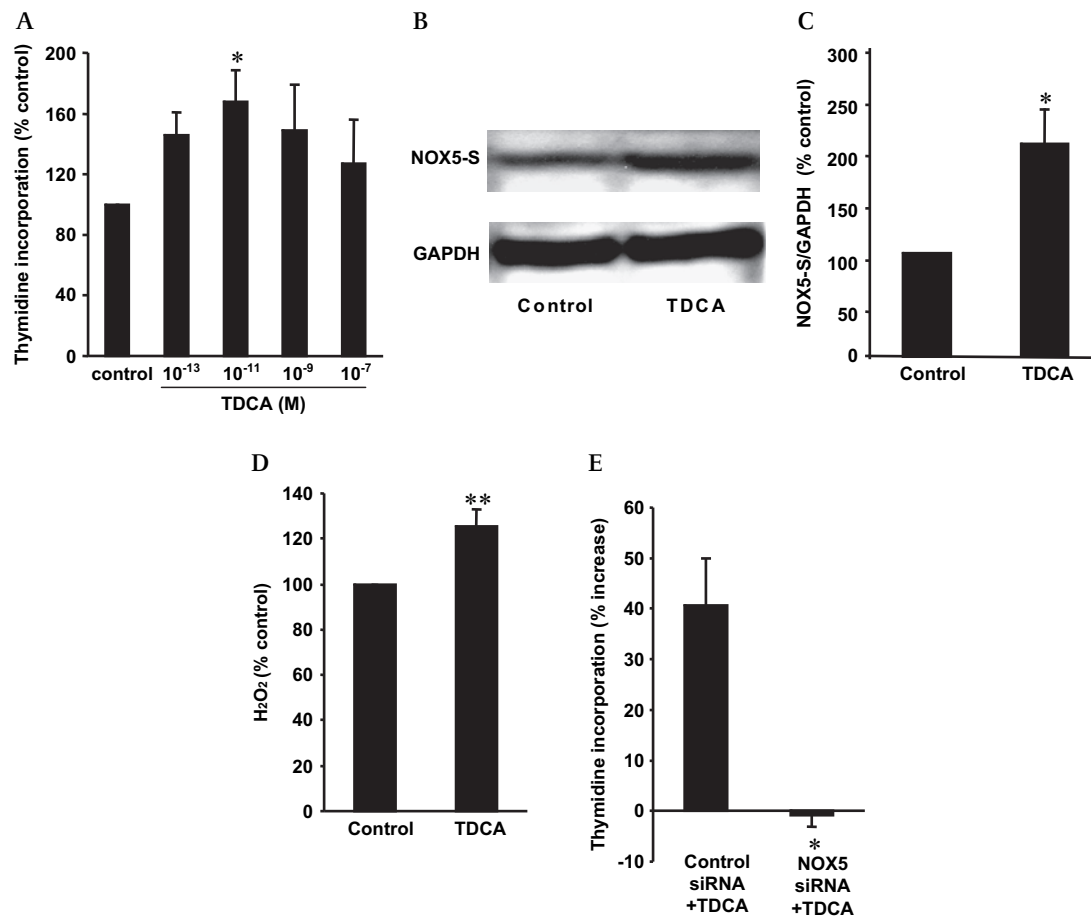 A
Thymidine incorporation (% control)
200
160
120
80
40
0
*
control
10⁻¹³
10⁻¹¹
10⁻⁹
10⁻⁷
TDCA (M)
B
NOX5-S
GAPDH
Control
TDCA
C
NOX5-S/GAPDH (% control)
300
250
200
150
100
50
0
*
Control
TDCA
D
H₂O₂ (% control)
140
120
100
80
60
40
20
0
**
Control
TDCA
E
Thymidine incorporation (% increase)
60
50
40
30
20
10
0
-10
*
Control
siRNA
+TDCA
NOX5
siRNA
+TDCA